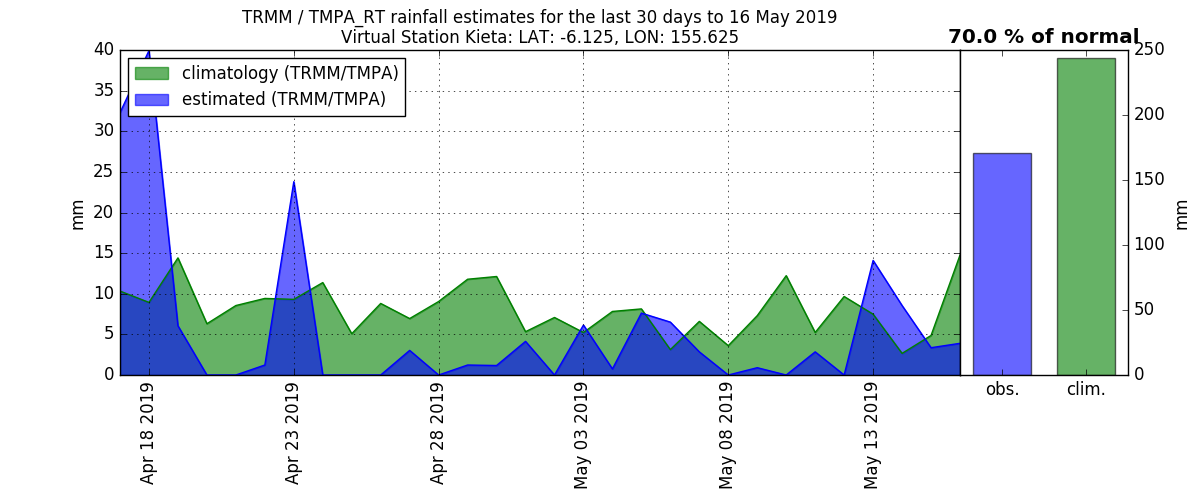 TRMM / TMPA_RT rainfall estimates for the last 30 days to 16 May 2019
Virtual Station Kieta: LAT: -6.125, LON: 155.625
70.0 % of normal
climatology (TRMM/TMPA)
estimated (TRMM/TMPA)
mm
40
35
30
25
20
15
10
5
0
Apr 18 2019
Apr 23 2019
Apr 28 2019
May 03 2019
May 08 2019
May 13 2019
obs.
clim.
250
200
150
100
50
0
mm